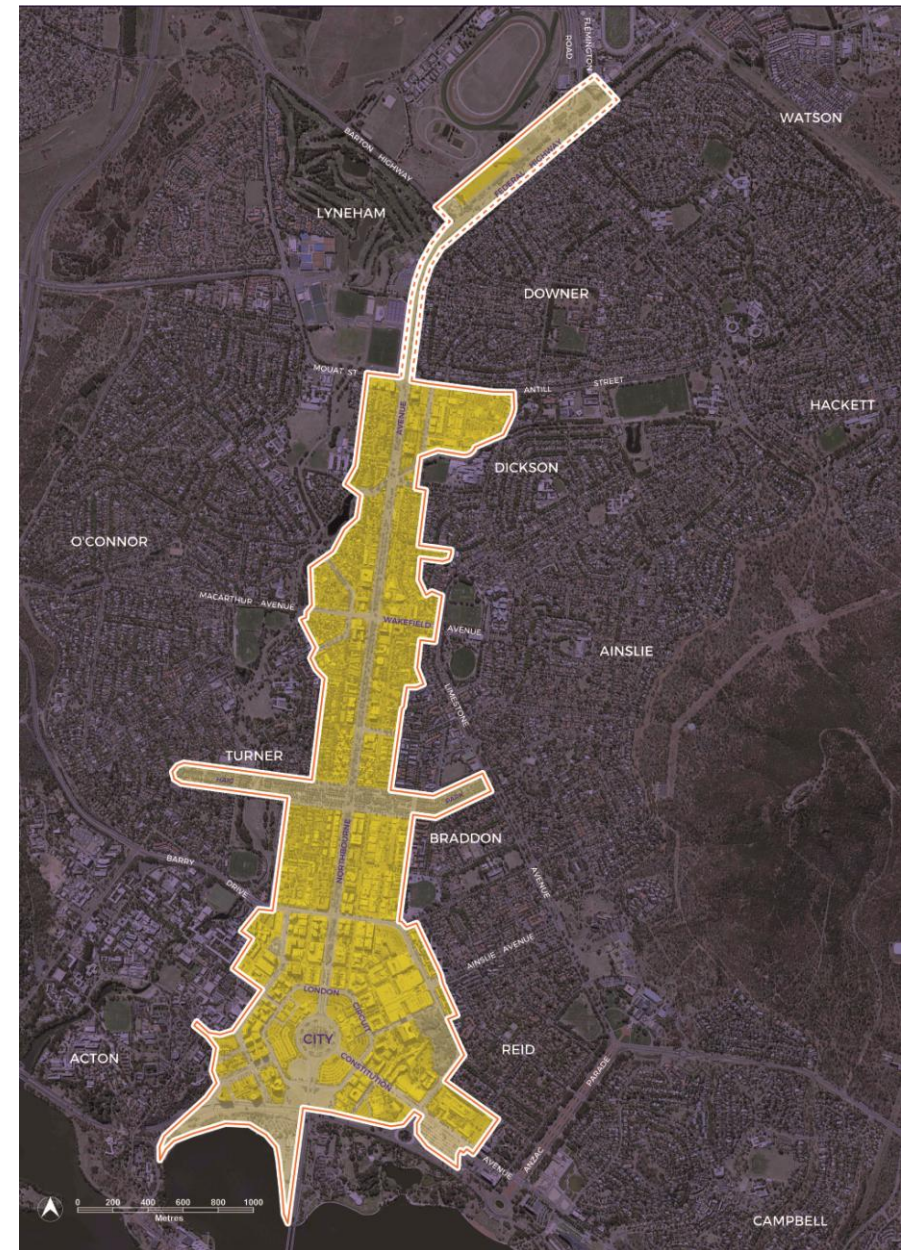 FLEMINGTON
ROAD
WATSON
BARTON HIGHWAY
FEDERAL HIGHWAY
LYNEHAM
DOWNER
MOUAT ST
ANTILL STREET
AVENUE
HACKETT
DICKSON
O'CONNOR
MACARTHUR AVENUE
WAKEFIELD
AVENUE
AINSLIE
LIMESTONE
TURNER
HAIG
BRADDON
NORTHBOURNE
BARRY
DRIVE
AVENUE
AINSLIE AVENUE
LONDON
CIRCUIT
CITY
REID
ACTON
CONSTITUTION
PARADE
AVENUE
ANZAC
0 200 400 600 800 1000
Metres
CAMPBELL